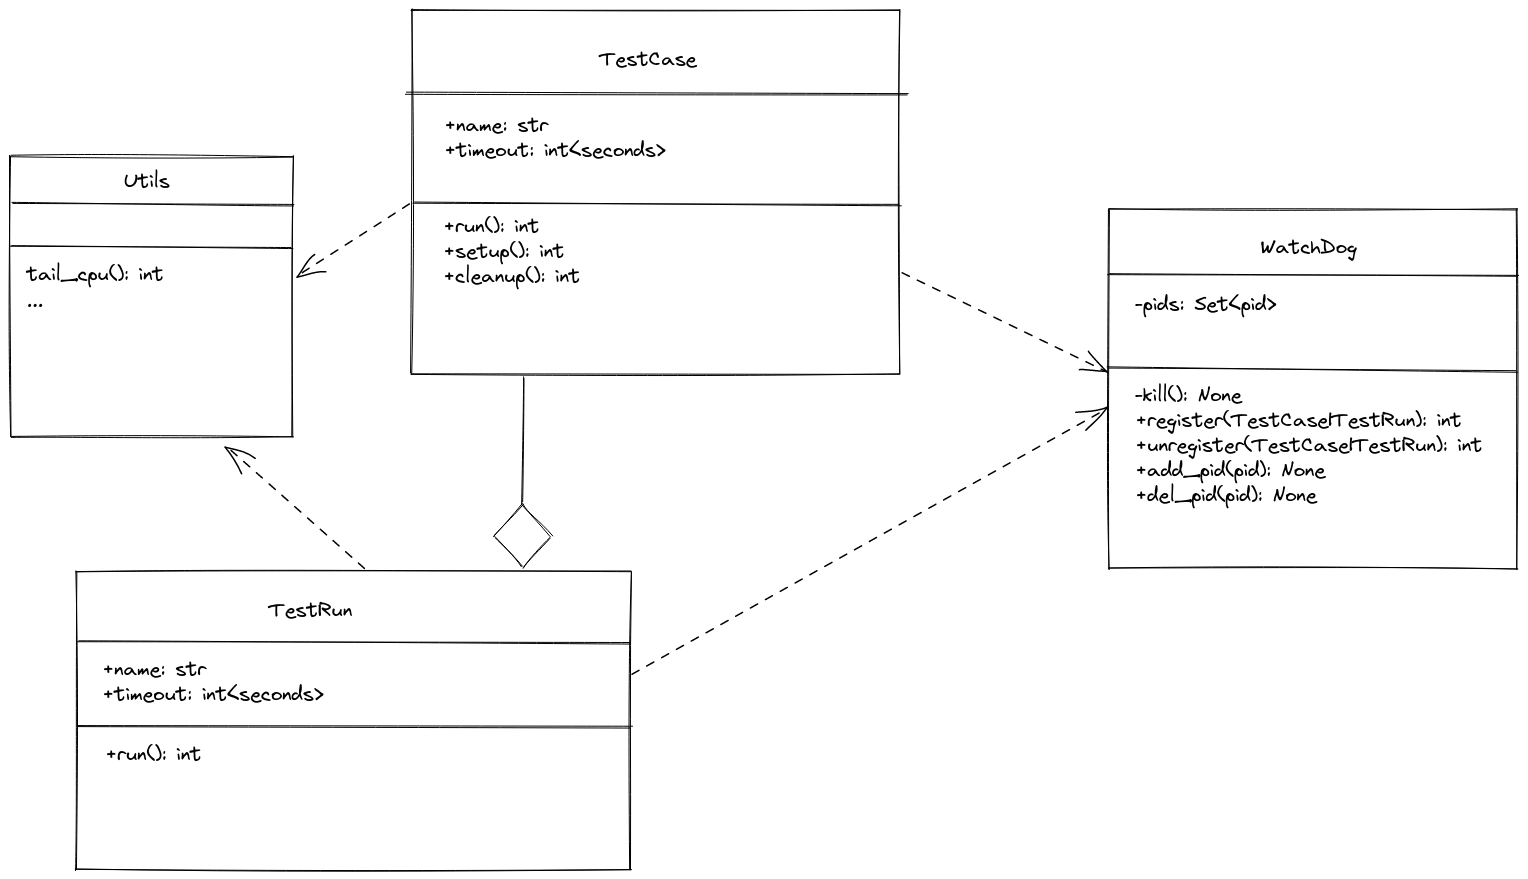 TestCase
+name: str
+timeout: int<seconds>
+run(): int
+setup(): int
+cleanup(): int
Utils
tail_cpu(): int
...
WatchDog
-pids: Set<pid>
-kill(): None
+register(TestCase|TestRun): int
+unregister(TestCase|TestRun): int
+add_pid(pid): None
+del_pid(pid): None
TestRun
+name: str
+timeout: int<seconds>
+run(): int